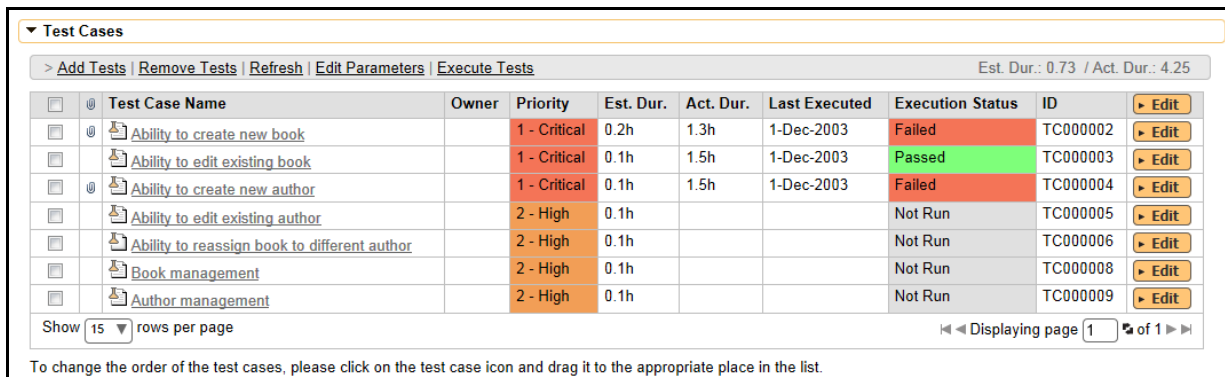 Test Cases
> Add Tests | Remove Tests | Refresh | Edit Parameters | Execute Tests Est. Dur.: 0.73 / Act. Dur.: 4.25
Test Case Name Owner Priority Est. Dur. Act. Dur. Last Executed Execution Status ID Edit
Ability to create new book 1 - Critical 0.2h 1.3h 1-Dec-2003 Failed TC000002 Edit
Ability to edit existing book 1 - Critical 0.1h 1.5h 1-Dec-2003 Passed TC000003 Edit
Ability to create new author 1 - Critical 0.1h 1.5h 1-Dec-2003 Failed TC000004 Edit
Ability to edit existing author 2 - High 0.1h Not Run TC000005 Edit
Ability to reassign book to different author 2 - High 0.1h Not Run TC000006 Edit
Book management 2 - High 0.1h Not Run TC000008 Edit
Author management 2 - High 0.1h Not Run TC000009 Edit
Show 15 rows per page Displaying page 1 of 1
To change the order of the test cases, please click on the test case icon and drag it to the appropriate place in the list.